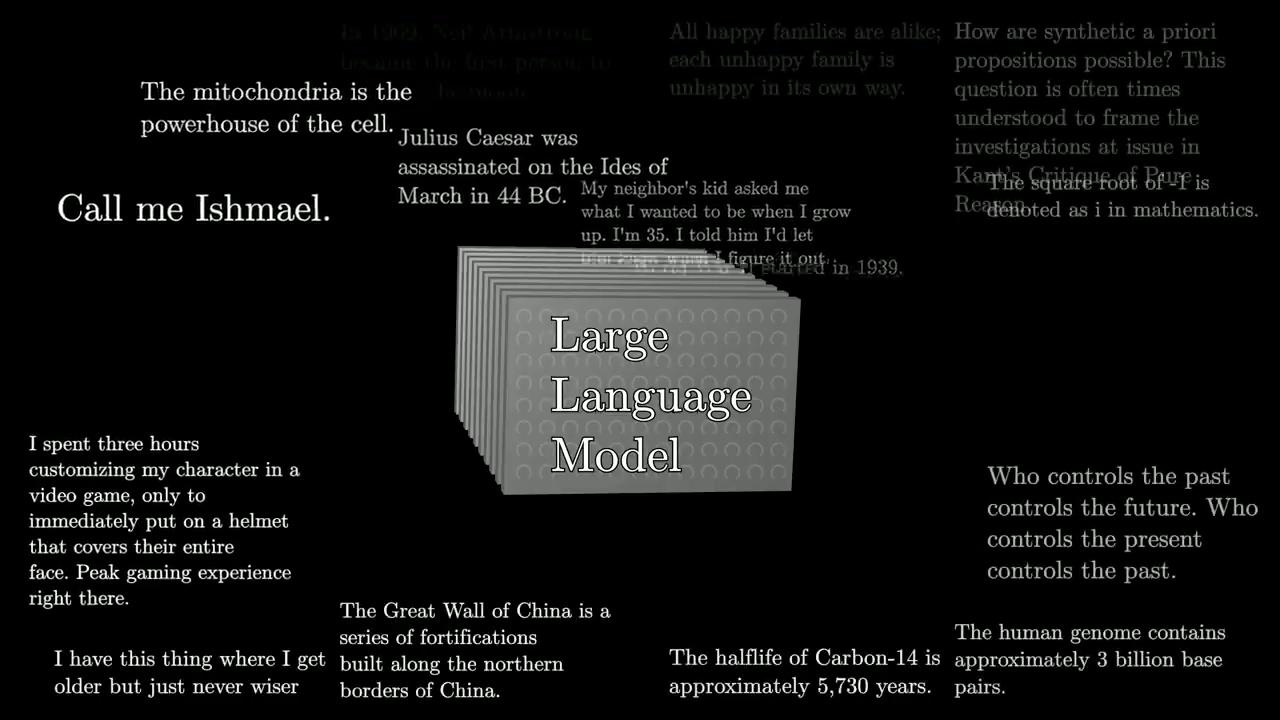 In 1969, Neil Armstrong
became the first person to
All happy families are alike;
each unhappy family is
unhappy in its own way.
How are synthetic a priori
propositions possible? This
question is often times
understood to frame the
investigations at issue in
Kant's Critique of Pure
Reason.
The mitochondria is the
powerhouse of the cell.
Julius Caesar was
assassinated on the Ides of
March in 44 BC.
My neighbor's kid asked me
what I wanted to be when I grow
up. I'm 35. I told him I'd let
him know when I figure it out.
started in 1939.
The square root of -1 is
denoted as i in mathematics.
Call me Ishmael.
Large
Language
Model
I spent three hours
customizing my character in a
video game, only to
immediately put on a helmet
that covers their entire
face. Peak gaming experience
right there.
Who controls the past
controls the future. Who
controls the present
controls the past.
I have this thing where I get
older but just never wiser
The Great Wall of China is a
series of fortifications
built along the northern
borders of China.
The halflife of Carbon-14 is
approximately 5,730 years.
The human genome contains
approximately 3 billion base
pairs.